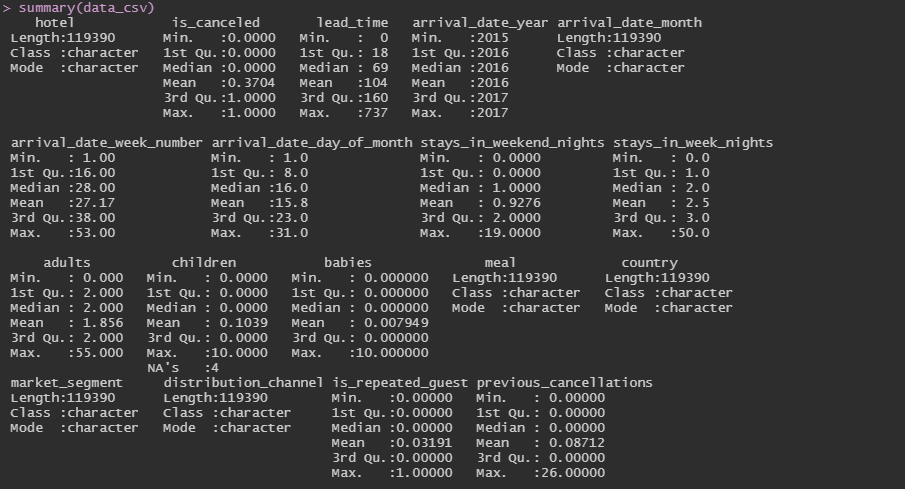 > summary(data_csv)
    hotel            is_canceled       lead_time   arrival_date_year arrival_date_month
 Length:119390      Min.   :0.0000   Min.   :  0   Min.   :2015      Length:119390
 Class :character   1st Qu.:0.0000   1st Qu.: 18   1st Qu.:2016      Class :character
 Mode  :character   Median :0.0000   Median : 69   Median :2016      Mode  :character
                    Mean   :0.3704   Mean   :104   Mean   :2016
                    3rd Qu.:1.0000   3rd Qu.:160   3rd Qu.:2017
                    Max.   :1.0000   Max.   :737   Max.   :2017
 arrival_date_week_number arrival_date_day_of_month stays_in_weekend_nights stays_in_week_nights
 Min.   : 1.00            Min.   : 1.0              Min.   : 0.0000         Min.   : 0.0
 1st Qu.:16.00            1st Qu.: 8.0              1st Qu.: 0.0000         1st Qu.: 1.0
 Median :28.00            Median :16.0              Median : 1.0000         Median : 2.0
 Mean   :27.17            Mean   :15.8              Mean   : 0.9276         Mean   : 2.5
 3rd Qu.:38.00            3rd Qu.:23.0              3rd Qu.: 2.0000         3rd Qu.: 3.0
 Max.   :53.00            Max.   :31.0              Max.   :19.0000         Max.   :50.0
     adults          children           babies              meal             country
 Min.   : 0.000   Min.   : 0.0000   Min.   : 0.000000   Length:119390      Length:119390
 1st Qu.: 2.000   1st Qu.: 0.0000   1st Qu.: 0.000000   Class :character   Class :character
 Median : 2.000   Median : 0.0000   Median : 0.000000   Mode  :character   Mode  :character
 Mean   : 1.856   Mean   : 0.1039   Mean   : 0.007949
 3rd Qu.: 2.000   3rd Qu.: 0.0000   3rd Qu.: 0.000000
 Max.   :55.000   Max.   :10.0000   Max.   :10.000000
                  NA's   :4
 market_segment     distribution_channel is_repeated_guest previous_cancellations
 Length:119390      Length:119390        Min.   :0.00000   Min.   : 0.00000
 Class :character   Class :character     1st Qu.:0.00000   1st Qu.: 0.00000
 Mode  :character   Mode  :character     Median :0.00000   Median : 0.00000
                                         Mean   :0.03191   Mean   : 0.08712
                                         3rd Qu.:0.00000   3rd Qu.: 0.00000
                                         Max.   :1.00000   Max.   :26.00000